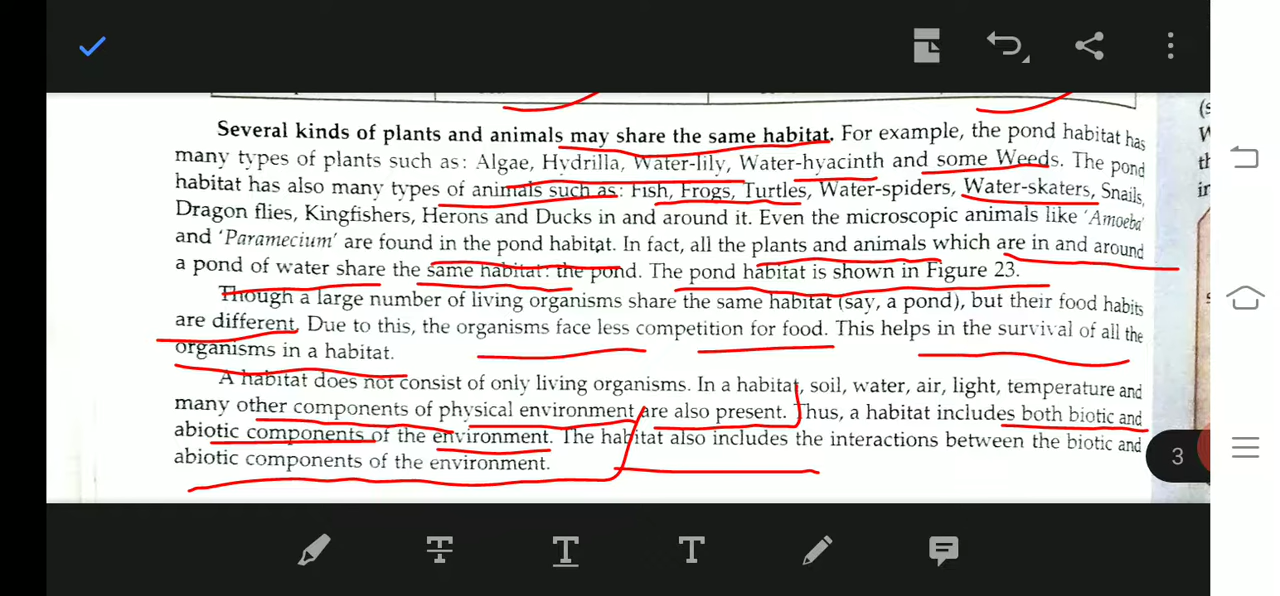 Several kinds of plants and animals may share the same habitat. For example, the pond habitat has
many types of plants such as: Algae, Hydrilla, Water-lily, Water-hyacinth and some Weeds. The pond
habitat has also many types of animals such as: Fish, Frogs, Turtles, Water-spiders, Water-skaters, Snails,
Dragon flies, Kingfishers, Herons and Ducks in and around it. Even the microscopic animals like 'Amoeba'
and 'Paramecium' are found in the pond habitat. In fact, all the plants and animals which are in and around
a pond of water share the same habitat: the pond. The pond habitat is shown in Figure 23.
Though a large number of living organisms share the same habitat (say, a pond), but their food habits
are different. Due to this, the organisms face less competition for food. This helps in the survival of all the
organisms in a habitat.
A habitat does not consist of only living organisms. In a habitat, soil, water, air, light, temperature and
many other components of physical environment are also present. Thus, a habitat includes both biotic and
abiotic components of the environment. The habitat also includes the interactions between the biotic and
abiotic components of the environment.
3
T T T